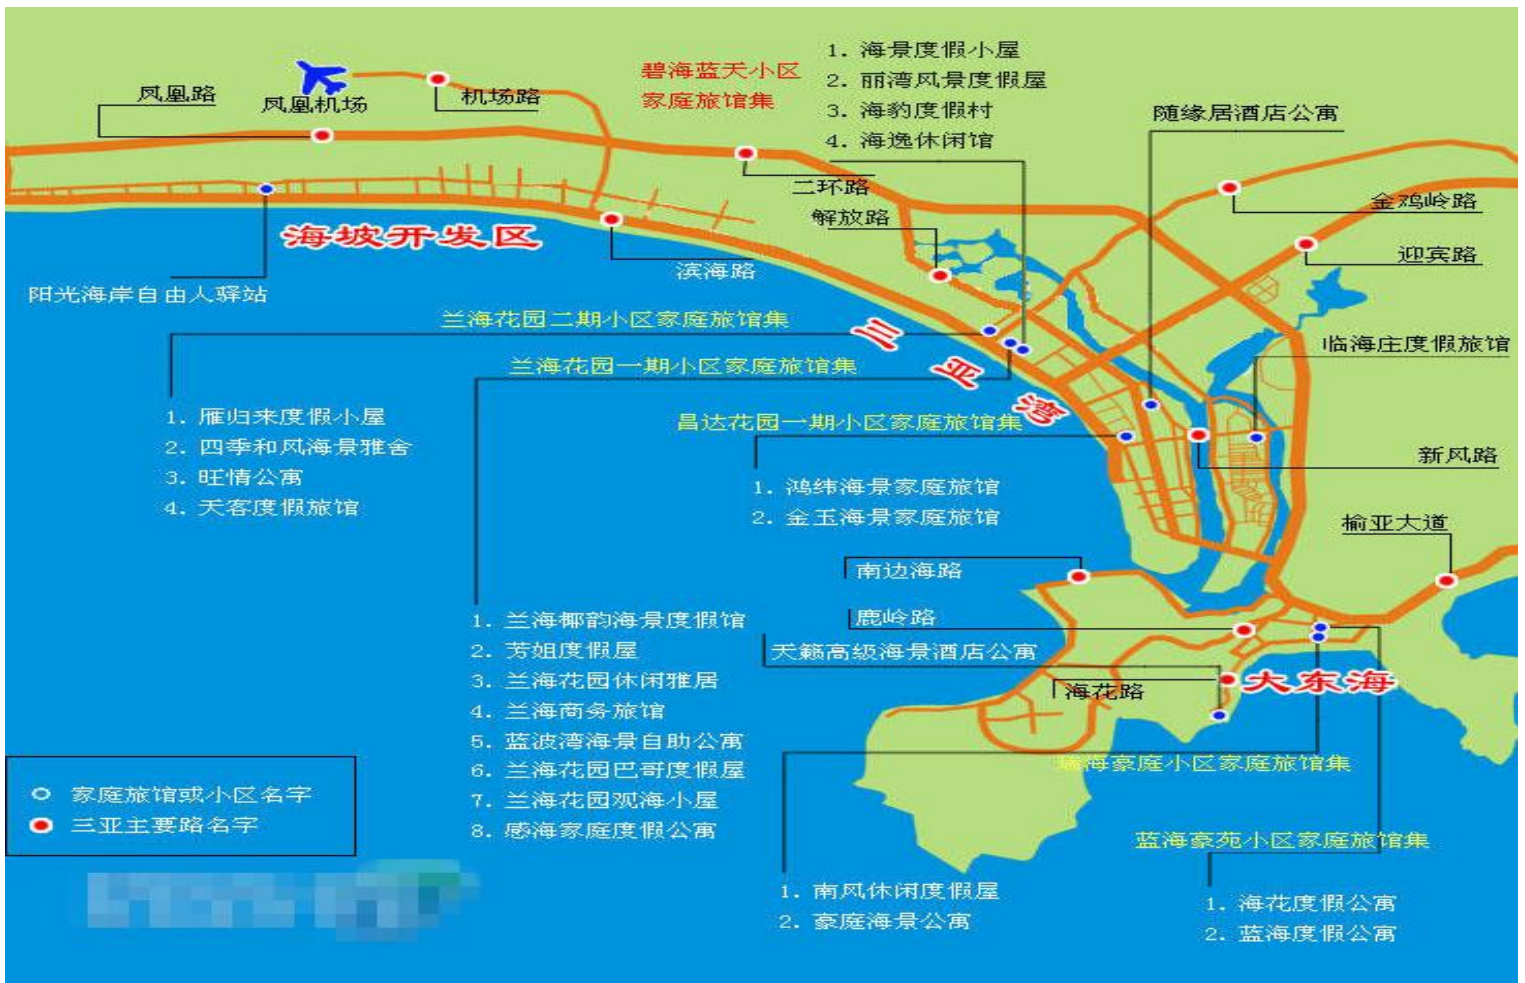 凤凰路
凤凰机场
机场路
碧海蓝天小区
家庭旅馆集
1. 海景度假小屋
2. 丽湾风景度假屋
3. 海豹度假村
4. 海逸休闲馆
随缘居酒店公寓
二环路
解放路
金鸡岭路
迎宾路
海坡开发区
滨海路
阳光海岸自由人驿站
兰海花园二期小区家庭旅馆集
兰海花园一期小区家庭旅馆集
三亚湾
临海庄度假旅馆
1. 雁归来度假小屋
2. 四季和风海景雅舍
3. 旺情公寓
4. 天客度假旅馆
昌达花园一期小区家庭旅馆集
1. 鸿纬海景家庭旅馆
2. 金玉海景家庭旅馆
新风路
榆亚大道
南边海路
鹿岭路
天籁高级海景酒店公寓
海花路
大东海
1. 兰海椰韵海景度假馆
2. 芳姐度假屋
3. 兰海花园休闲雅居
4. 兰海商务旅馆
5. 蓝波湾海景自助公寓
6. 兰海花园巴哥度假屋
7. 兰海花园观海小屋
8. 感海家庭度假公寓
瑞海豪庭小区家庭旅馆集
蓝海豪苑小区家庭旅馆集
1. 南风休闲度假屋
2. 豪庭海景公寓
1. 海花度假公寓
2. 蓝海度假公寓
家庭旅馆或小区名字
三亚主要路名字